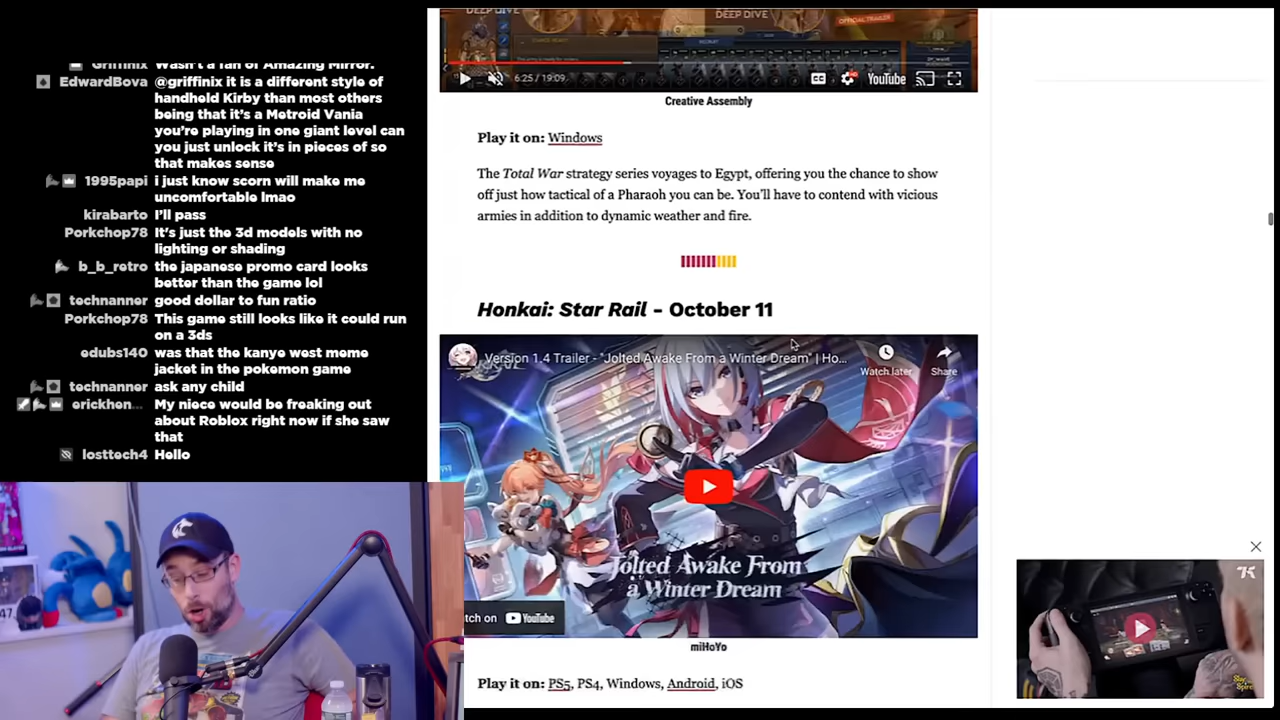 Griffinix Wasn't a fan of Amazing Mirror.
EdwardBova @griffinix it is a different style of
handheld Kirby than most others
being that it's a Metroid Vania
you're playing in one giant level can
you just unlock it's in pieces of so
that makes sense
1995papi i just know scorn will make me
uncomfortable lmao
kirabarto I'll pass
Porkchop78 It's just the 3d models with no
lighting or shading
b_b_retro the japanese promo card looks
better than the game lol
technanner good dollar to fun ratio
Porkchop78 This game still looks like it could run
on a 3ds
edubs140 was that the kanye west meme
jacket in the pokemon game
technanner ask any child
erickhen... My niece would be freaking out
about Roblox right now if she saw
that
losttech4 Hello
DEEP DIVE
DEEP DIVE
OFFICIAL TRAILER
6:25 / 19:09
CC
YouTube
Creative Assembly
Play it on: Windows
The Total War strategy series voyages to Egypt, offering you the chance to show
off just how tactical of a Pharaoh you can be. You'll have to contend with vicious
armies in addition to dynamic weather and fire.
Honkai: Star Rail – October 11
Version 1.4 Trailer - "Jolted Awake From a Winter Dream" | Ho...
Watch later
Share
Jolted Awake From
a Winter Dream
tch on YouTube
miHoYo
Play it on: PS5, PS4, Windows, Android, iOS
47